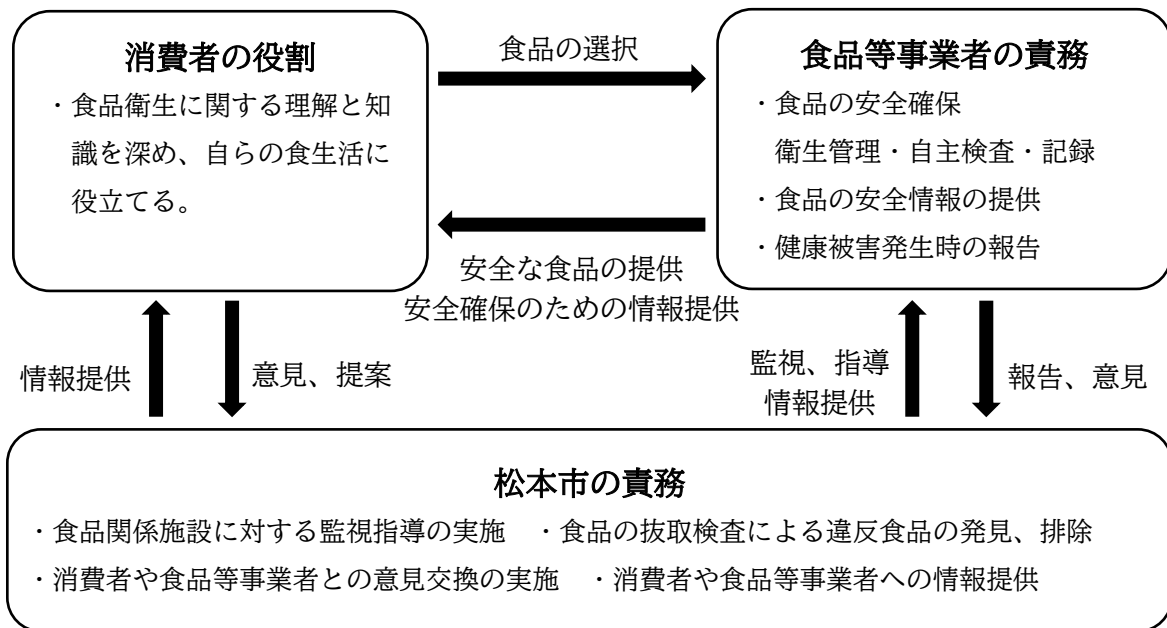 消費者の役割
・食品衛生に関する理解と知
識を深め、自らの食生活に
役立てる。
食品の選択
食品等事業者の責務
・食品の安全確保
衛生管理・自主検査・記録
・食品の安全情報の提供
・健康被害発生時の報告
安全な食品の提供
安全確保のための情報提供
情報提供
意見、提案
監視、指導
情報提供
報告、意見
松本市の責務
・食品関係施設に対する監視指導の実施　・食品の抜取検査による違反食品の発見、排除
・消費者や食品等事業者との意見交換の実施　・消費者や食品等事業者への情報提供